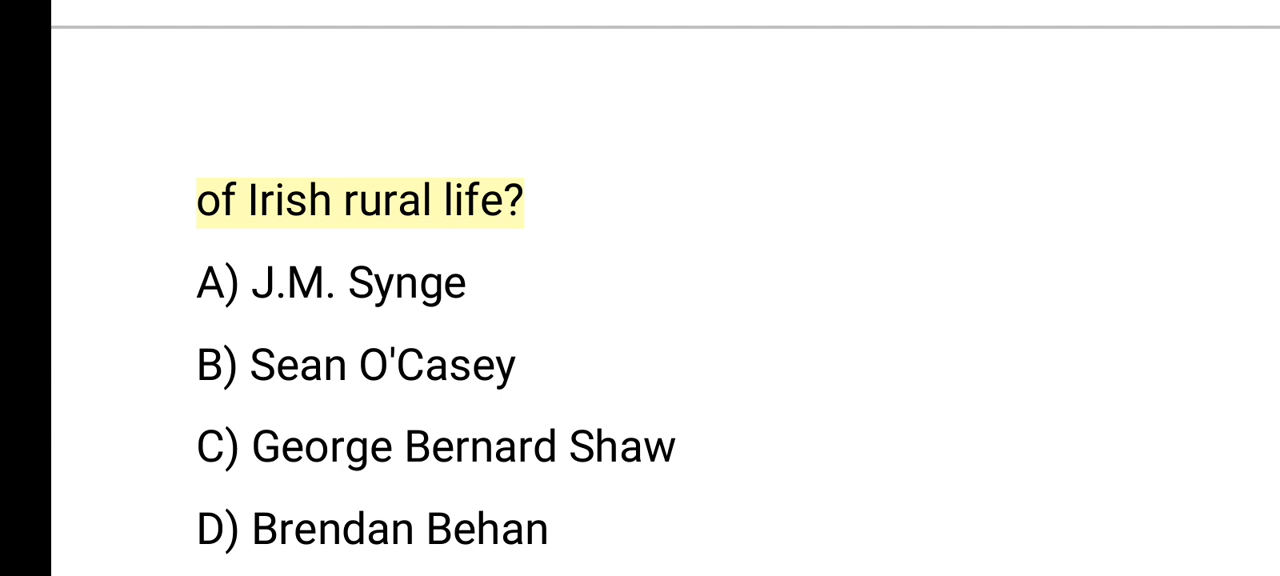 of Irish rural life?
A) J.M. Synge
B) Sean O'Casey
C) George Bernard Shaw
D) Brendan Behan